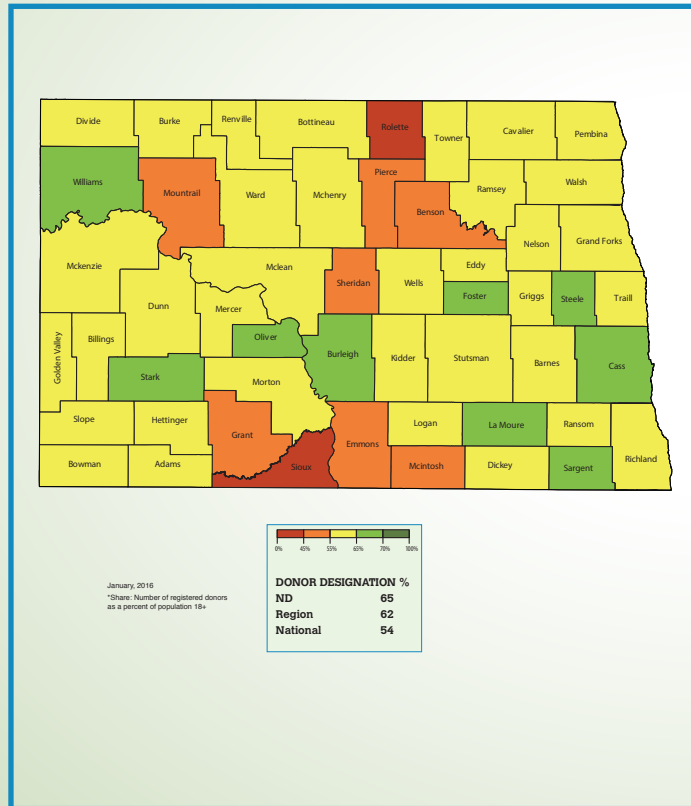 Divide
Burke
Renville
Bottineau
Rolette
Towner
Cavalier
Pembina
Williams
Mountrail
Ward
Mchenry
Pierce
Benson
Ramsey
Walsh
Mckenzie
Mclean
Sheridan
Wells
Eddy
Nelson
Grand Forks
Dunn
Mercer
Foster
Griggs
Steele
Traill
Golden Valley
Billings
Oliver
Burleigh
Kidder
Stutsman
Barnes
Cass
Stark
Morton
Slope
Hettinger
Grant
Emmons
Logan
La Moure
Ransom
Richland
Bowman
Adams
Sioux
Mcintosh
Dickey
Sargent
0% 45% 55% 65% 70% 100%
DONOR DESIGNATION %
ND 65
Region 62
National 54
January, 2016
*Share: Number of registered donors
as a percent of population 18+